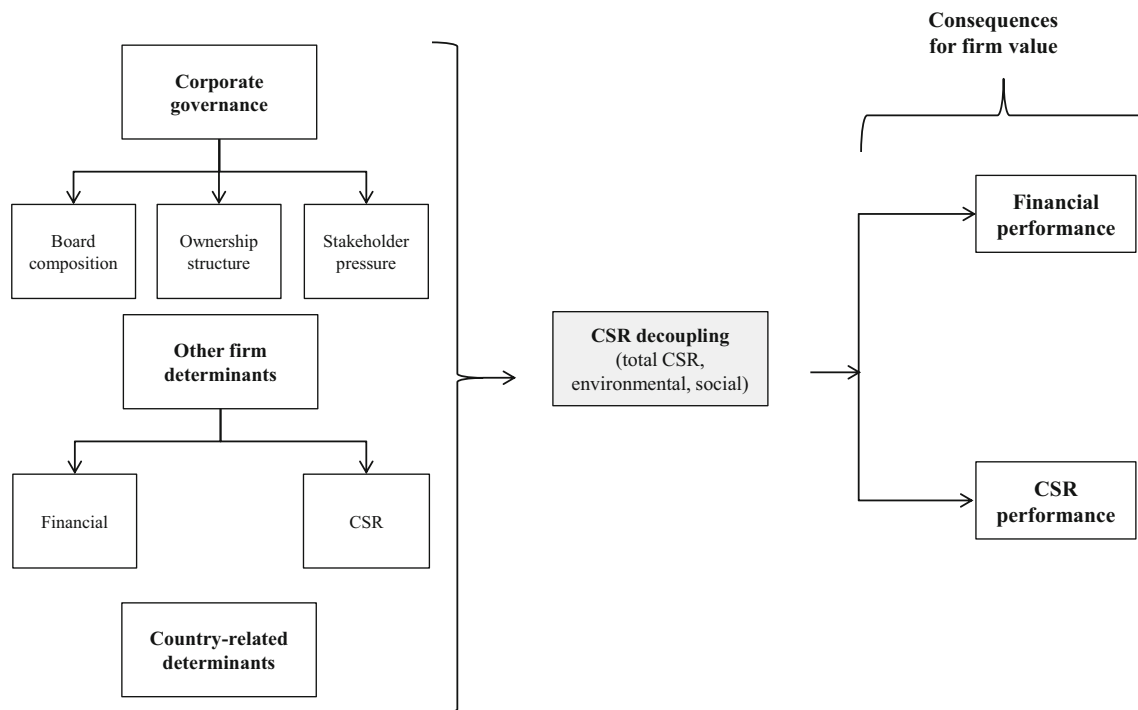 Consequences
for firm value
Corporate
governance
Board
composition
Ownership
structure
Stakeholder
pressure
Other firm
determinants
Financial
CSR
Country-related
determinants
CSR decoupling
(total CSR,
environmental, social)
Financial
performance
CSR
performance